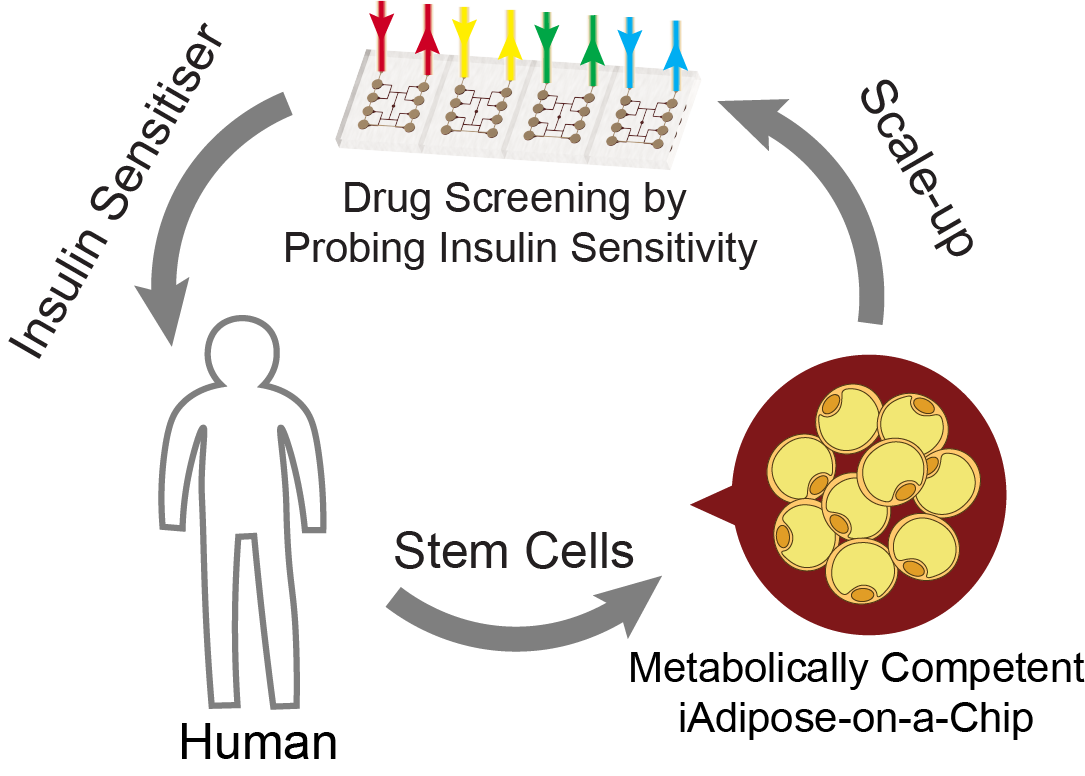 Insulin Sensitiser
Drug Screening by
Probing Insulin Sensitivity
Scale-up
Stem Cells
Human
Metabolically Competent
iAdipose-on-a-Chip